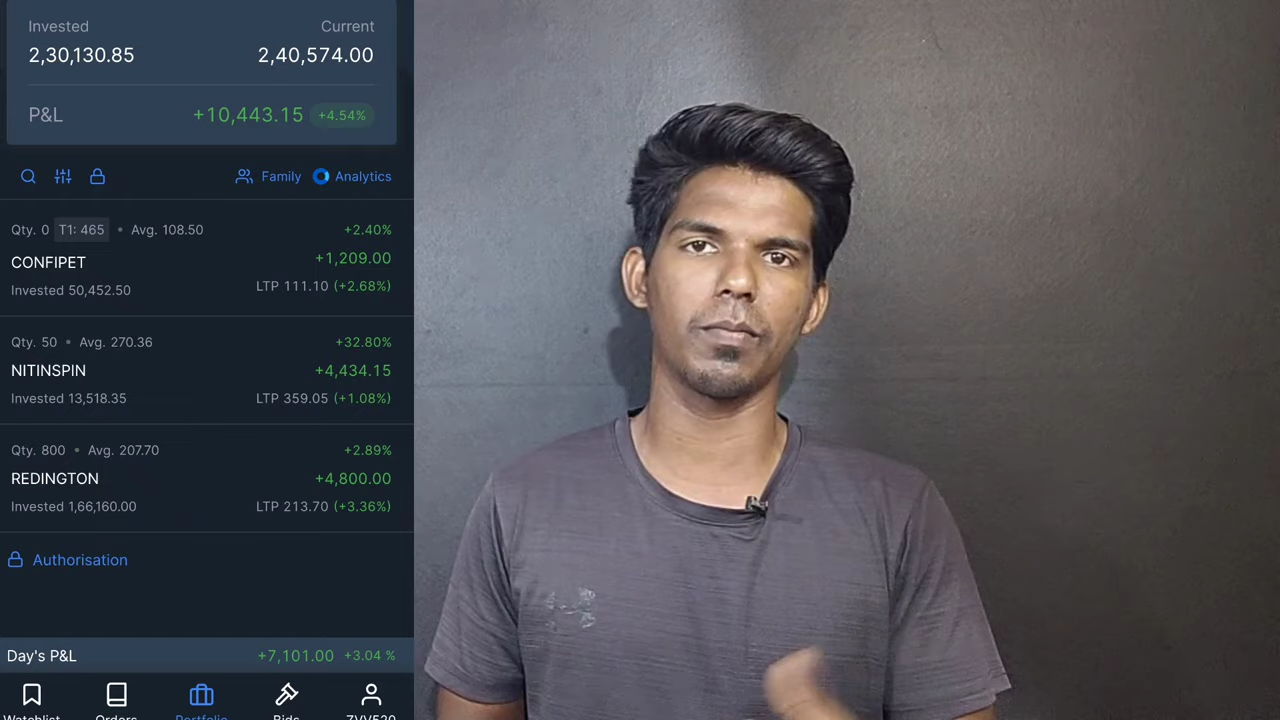 Invested Current
2,30,130.85 2,40,574.00
P&L +10,443.15 +4.54%
Family Analytics
Qty. 0 T1: 465 • Avg. 108.50 +2.40%
CONFIPET +1,209.00
Invested 50,452.50 LTP 111.10 (+2.68%)
Qty. 50 • Avg. 270.36 +32.80%
NITINSPIN +4,434.15
Invested 13,518.35 LTP 359.05 (+1.08%)
Qty. 800 • Avg. 207.70 +2.89%
REDINGTON +4,800.00
Invested 1,66,160.00 LTP 213.70 (+3.36%)
Authorisation
Day's P&L +7,101.00 +3.04 %
Watchlist Orders Portfolio Bids